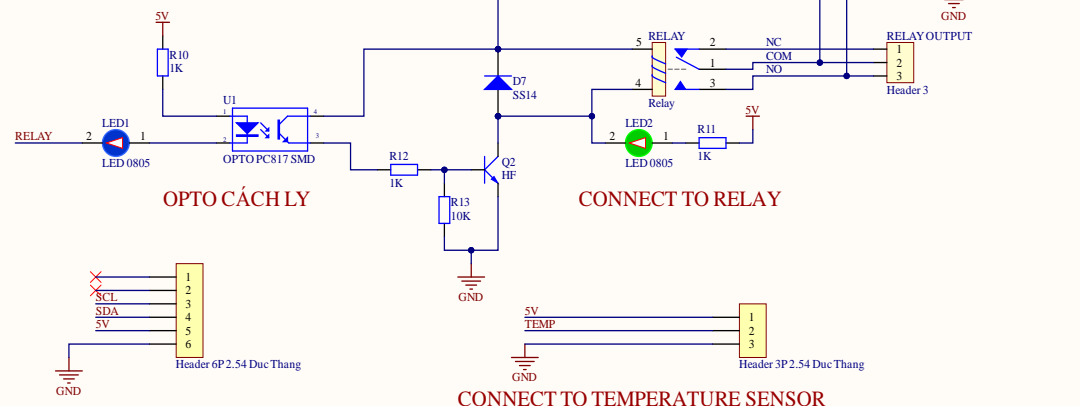 GND
5V
R10
1K
U1
1
4
2
3
OPTO PC817 SMD
RELAY
2
LED1
1
LED 0805
OPTO CÁCH LY
R12
1K
R13
10K
Q2
HF
GND
D7
SS14
5
RELAY
4
Relay
2
NC
1
COM
NO
3
RELAY OUTPUT
1
2
3
Header 3
LED2
2
1
LED 0805
R11
1K
5V
CONNECT TO RELAY
1
2
SCL
3
SDA
4
5V
5
6
GND
Header 6P 2.54 Duc Thang
5V
1
TEMP
2
3
GND
Header 3P 2.54 Duc Thang
CONNECT TO TEMPERATURE SENSOR